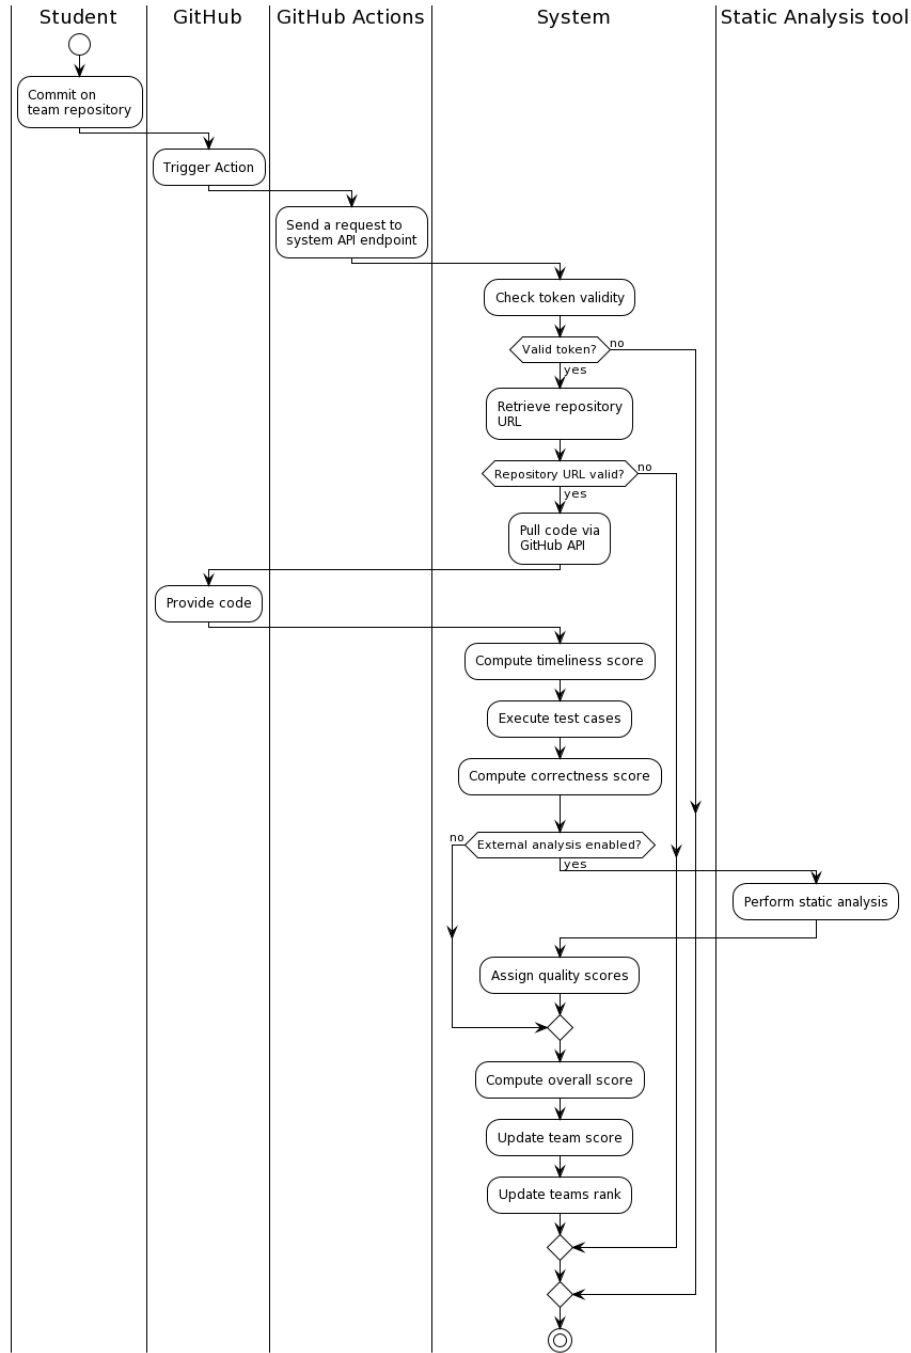 Student
GitHub
GitHub Actions
System
Static Analysis tool
Commit on
team repository
Trigger Action
Send a request to
system API endpoint
Check token validity
Valid token?
no
yes
Retrieve repository
URL
Repository URL valid?
no
yes
Pull code via
GitHub API
Provide code
Compute timeliness score
Execute test cases
Compute correctness score
no
External analysis enabled?
yes
Perform static analysis
Assign quality scores
Compute overall score
Update team score
Update teams rank